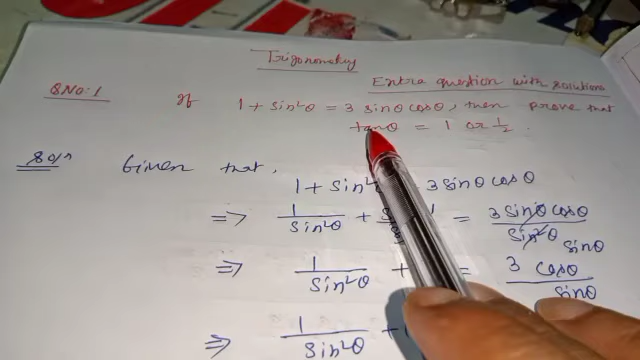 Trigonometry
Extra question with solutions
QNO:1 If 1 + sin²θ = 3 sinθ cosθ, then prove that
tanθ = 1 or 1/2.
Solⁿ Given that,
1 + sin² 3 sinθ cosθ
=> 1/sin²θ + = 3 sinθ cosθ/sin²θ sinθ
=> 1/sin²θ + = 3 cosθ/sinθ
=> 1/sin²θ +